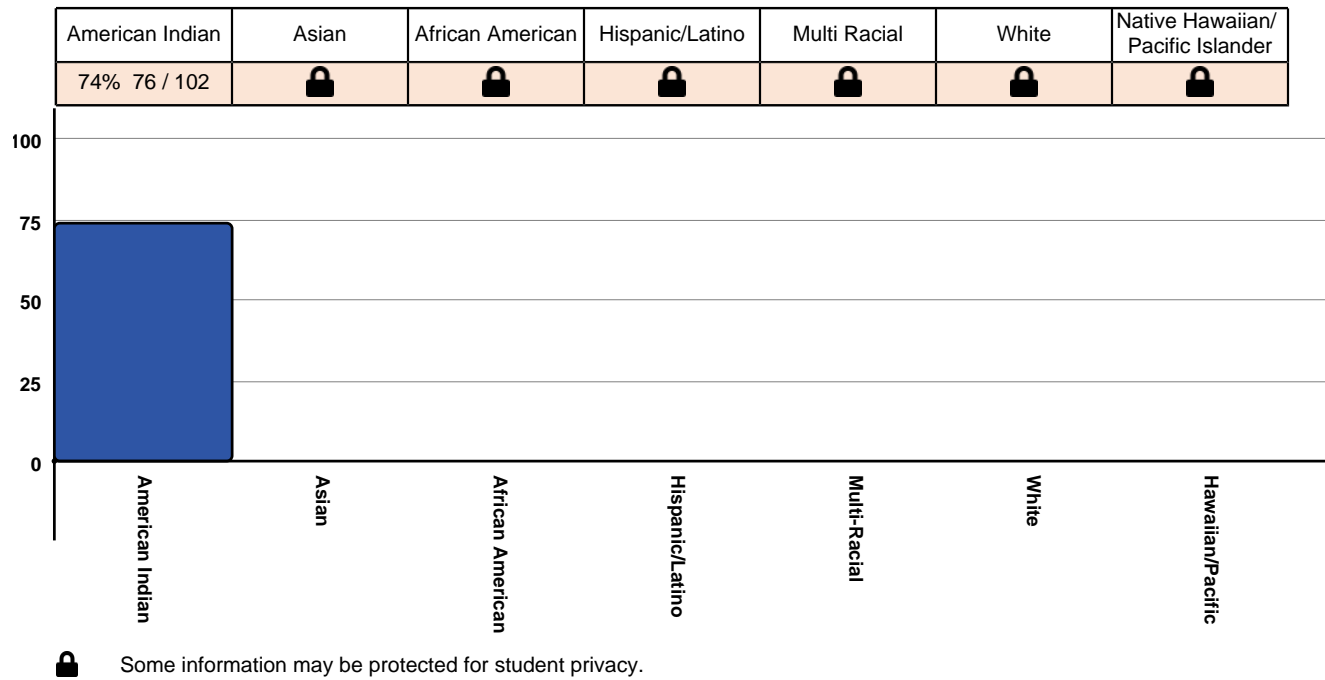 American Indian Asian African American Hispanic/Latino Multi Racial White Native Hawaiian/
Pacific Islander
74% 76 / 102
100
75
50
25
0
American Indian
Asian
African American
Hispanic/Latino
Multi-Racial
White
Hawaiian/Pacific
Some information may be protected for student privacy.